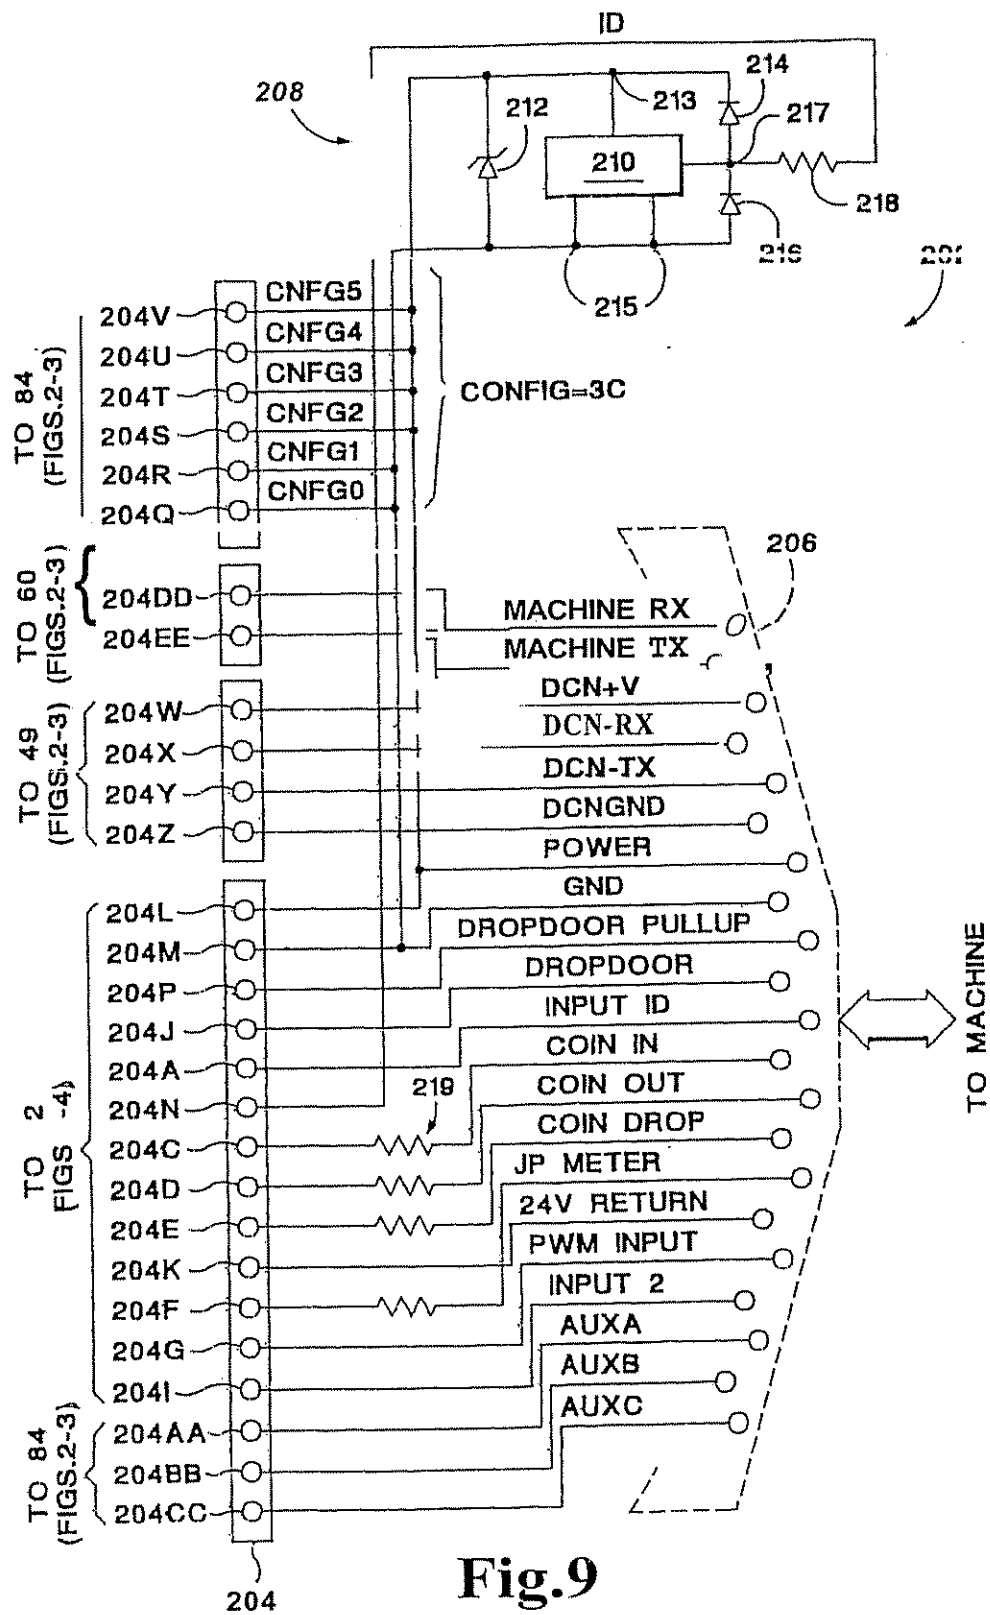 ID
208
212
213
214
217
210
218
216
215
204V
CNFG5
204U
CNFG4
204T
CNFG3
204S
CNFG2
204R
CNFG1
204Q
CNFG0
CONFIG=3C
TO 84
(FIGS.2-3)
206
TO 60
(FIGS.2-3)
204DD
MACHINE RX
204EE
MACHINE TX
TO 49
(FIGS.2-3)
204W
DCN+V
204X
DCN-RX
204Y
DCN-TX
204Z
DCNGND
POWER
204L
GND
204M
DROPDOOR PULLUP
204P
DROPDOOR
204J
INPUT ID
204A
COIN IN
204N
COIN OUT
219
204C
COIN DROP
204D
JP METER
204E
24V RETURN
204K
PWM INPUT
204F
INPUT 2
204G
AUXA
204I
AUXB
204AA
AUXC
204BB
204CC
TO 2
FIGS -4)
TO 84
(FIGS.2-3)
TO MACHINE
204
Fig.9